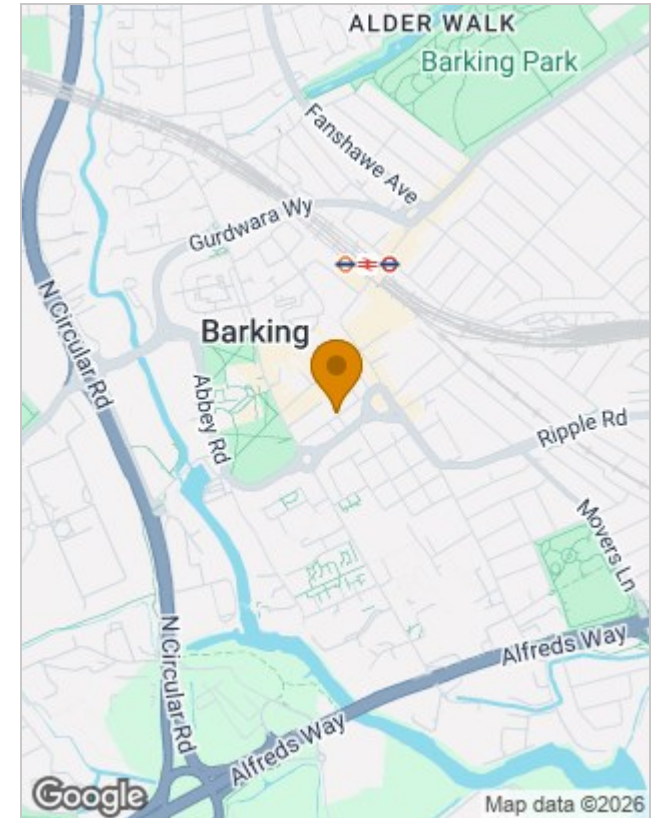 ALDER WALK
Barking Park
Fanshawe Ave
Gurdwara Wy
N Circular Rd
Barking
Abbey Rd
Ripple Rd
Movers Ln
N Circular Rd
Alfreds Way
Alfreds Way
Google
Map data ©2026